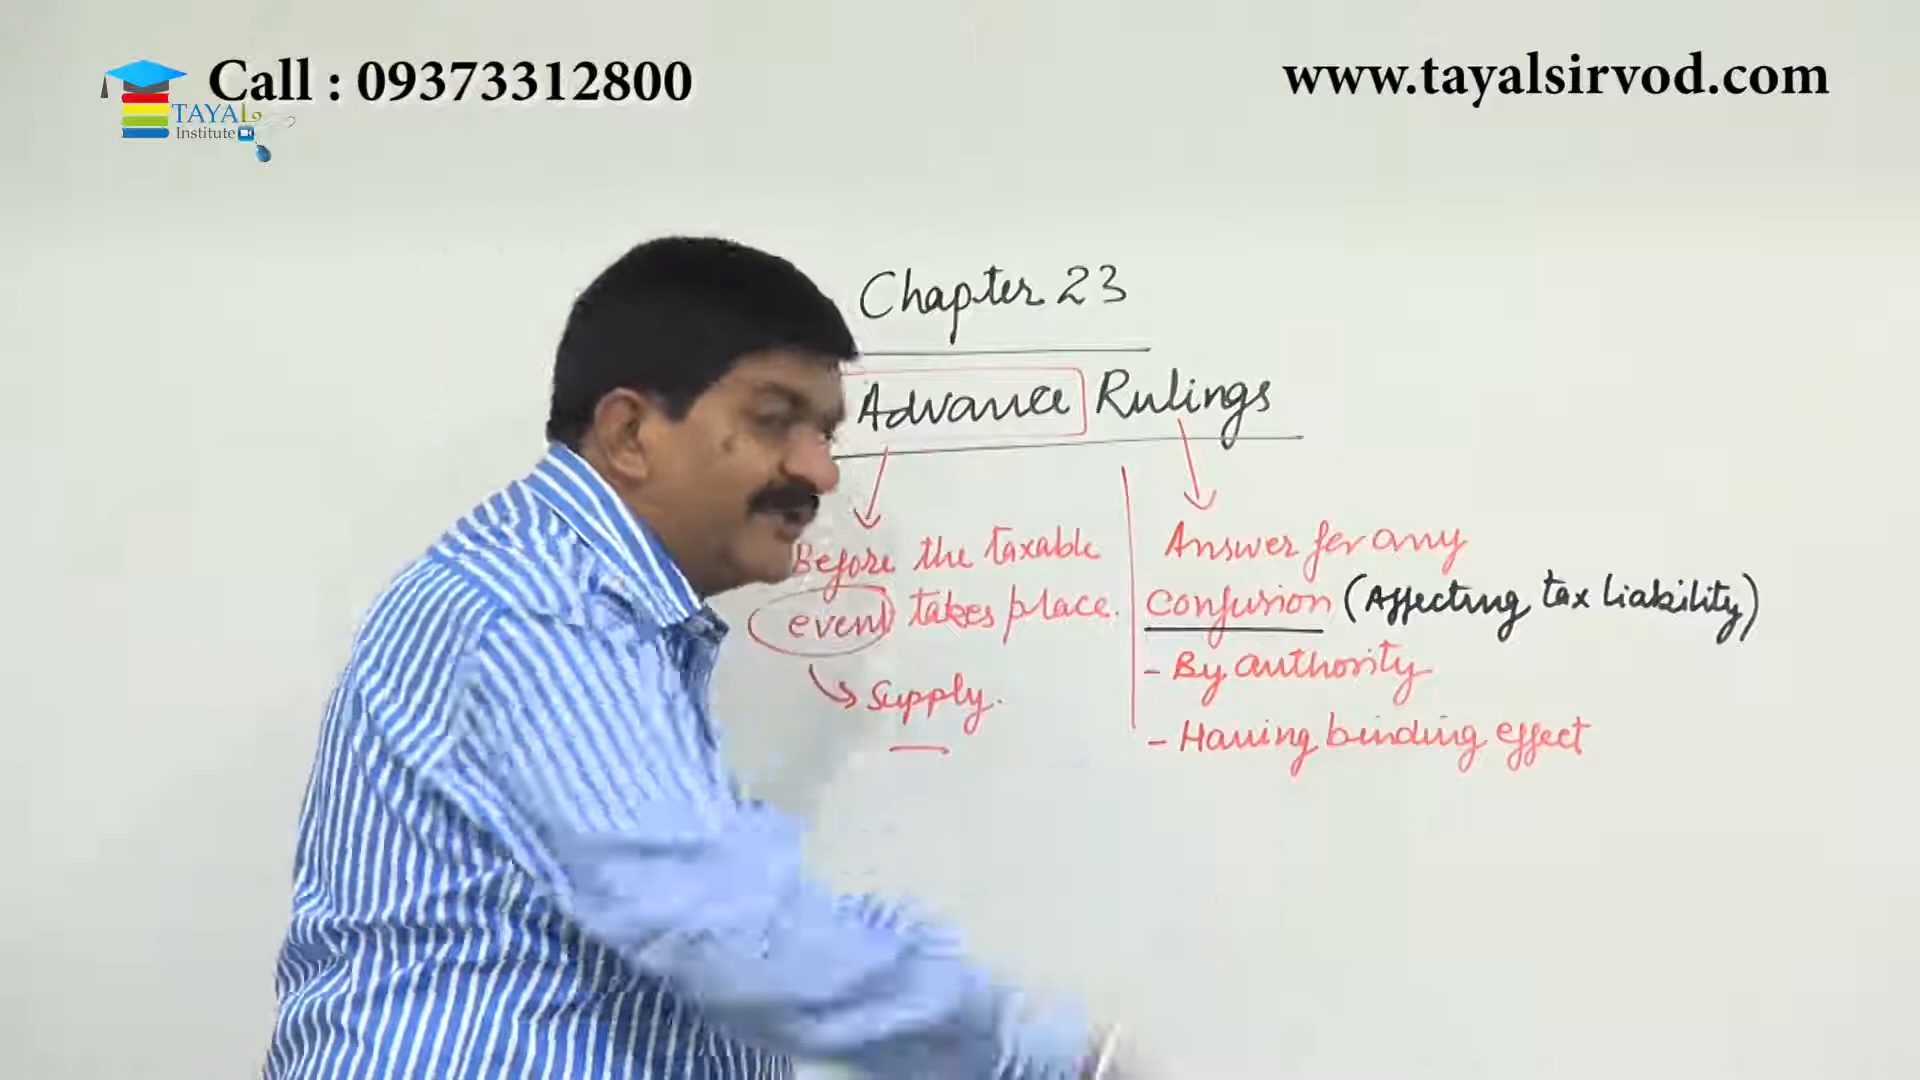 Call : 09373312800
www.tayalsirvod.com
TAYAL
Institute
Chapter 23
Advance Rulings
Before the taxable
event takes place.
Supply.
Answer for any
confusion (Affecting tax liability)
- By authority
- Having binding effect